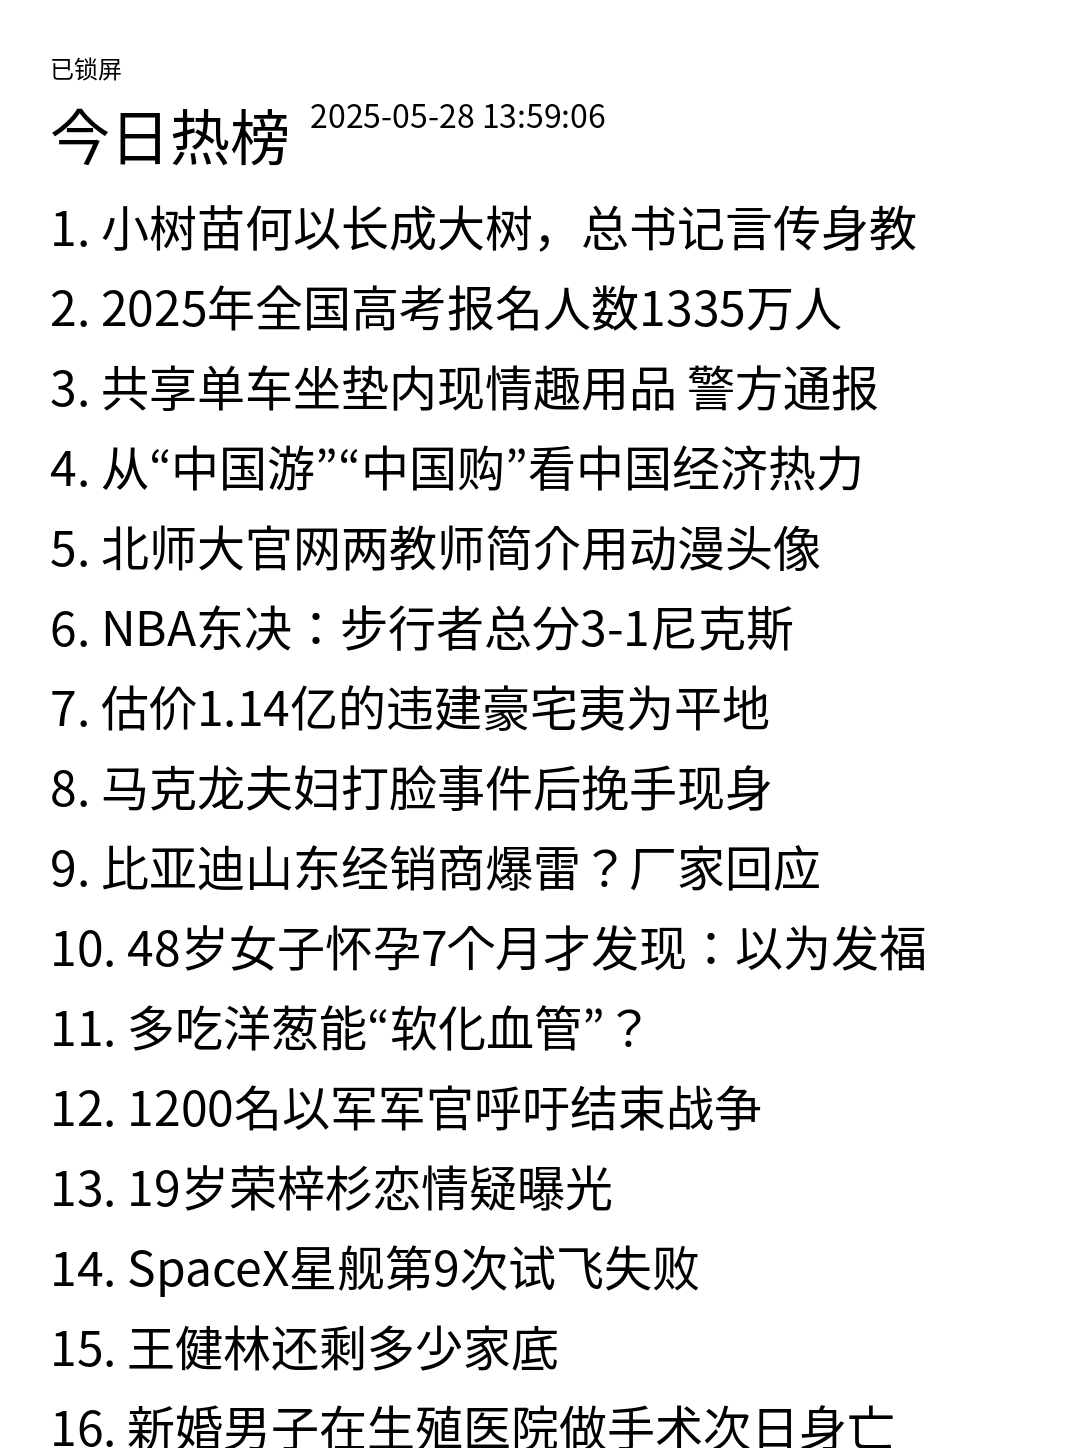 已锁屏
今日热榜 2025-05-28 13:59:06
1. 小树苗何以长成大树，总书记言传身教
2. 2025年全国高考报名人数1335万人
3. 共享单车坐垫内现情趣用品 警方通报
4. 从“中国游”“中国购”看中国经济热力
5. 北师大官网两教师简介用动漫头像
6. NBA东决：步行者总分3-1尼克斯
7. 估价1.14亿的违建豪宅夷为平地
8. 马克龙夫妇打脸事件后挽手现身
9. 比亚迪山东经销商爆雷？厂家回应
10. 48岁女子怀孕7个月才发现：以为发福
11. 多吃洋葱能“软化血管”？
12. 1200名以军军官呼吁结束战争
13. 19岁荣梓杉恋情疑曝光
14. SpaceX星舰第9次试飞失败
15. 王健林还剩多少家底
16. 新婚男子在生殖医院做手术次日身亡